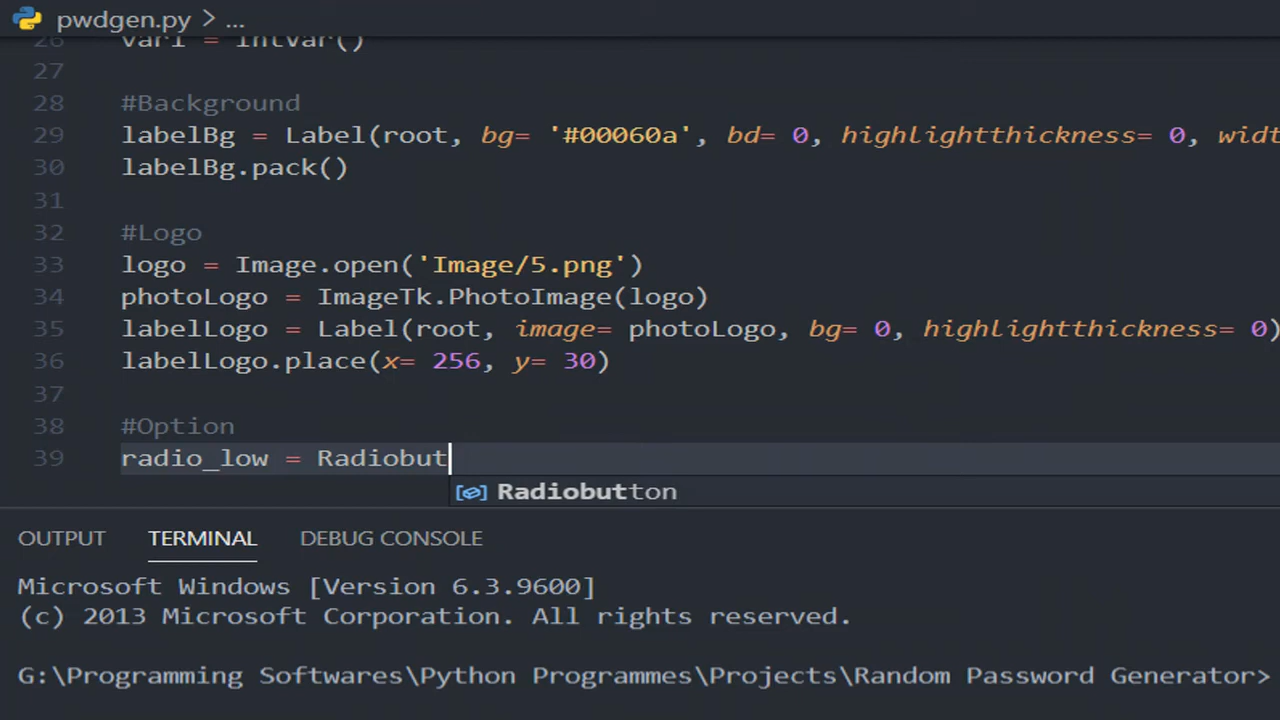 pwdgen.py > ...
26 var1 = IntVar()
27
28 #Background
29 labelBg = Label(root, bg= '#00060a', bd= 0, highlightthickness= 0, widt
30 labelBg.pack()
31
32 #Logo
33 logo = Image.open('Image/5.png')
34 photoLogo = ImageTk.PhotoImage(logo)
35 labelLogo = Label(root, image= photoLogo, bg= 0, highlightthickness= 0)
36 labelLogo.place(x= 256, y= 30)
37
38 #Option
39 radio_low = Radiobut
Radiobutton
OUTPUT TERMINAL DEBUG CONSOLE
Microsoft Windows [Version 6.3.9600]
(c) 2013 Microsoft Corporation. All rights reserved.
G:\Programming Softwares\Python Programmes\Projects\Random Password Generator>